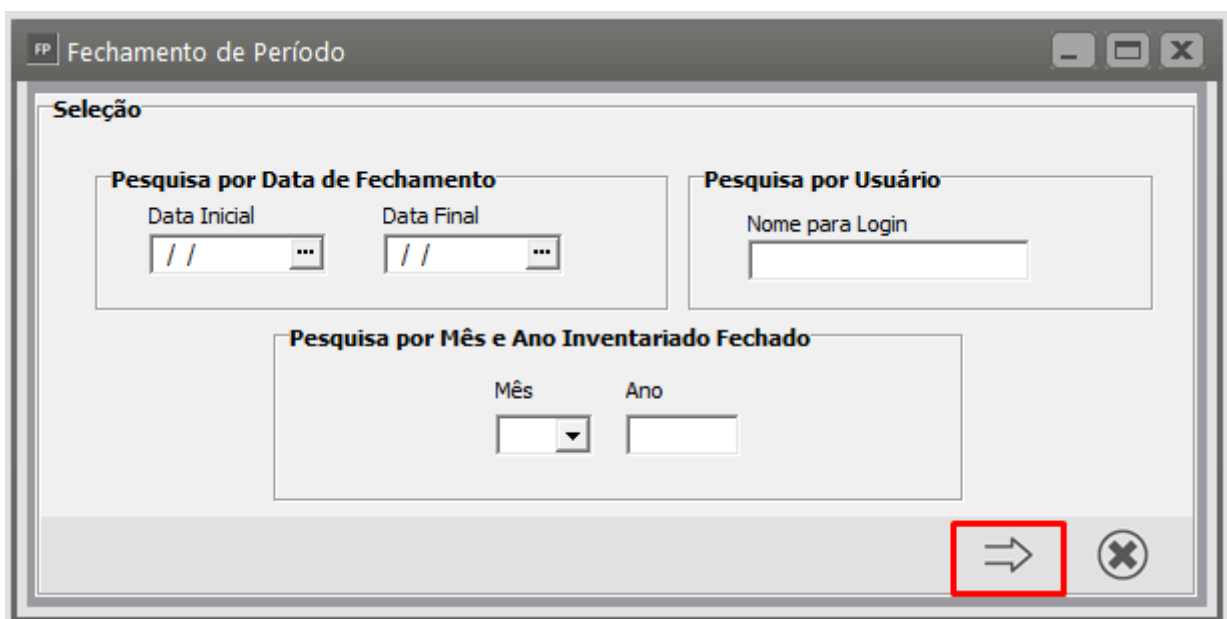 FP Fechamento de Período
Seleção
Pesquisa por Data de Fechamento
Data Inicial Data Final
/ / ... / / ...
Pesquisa por Usuário
Nome para Login
Pesquisa por Mês e Ano Inventariado Fechado
Mês Ano